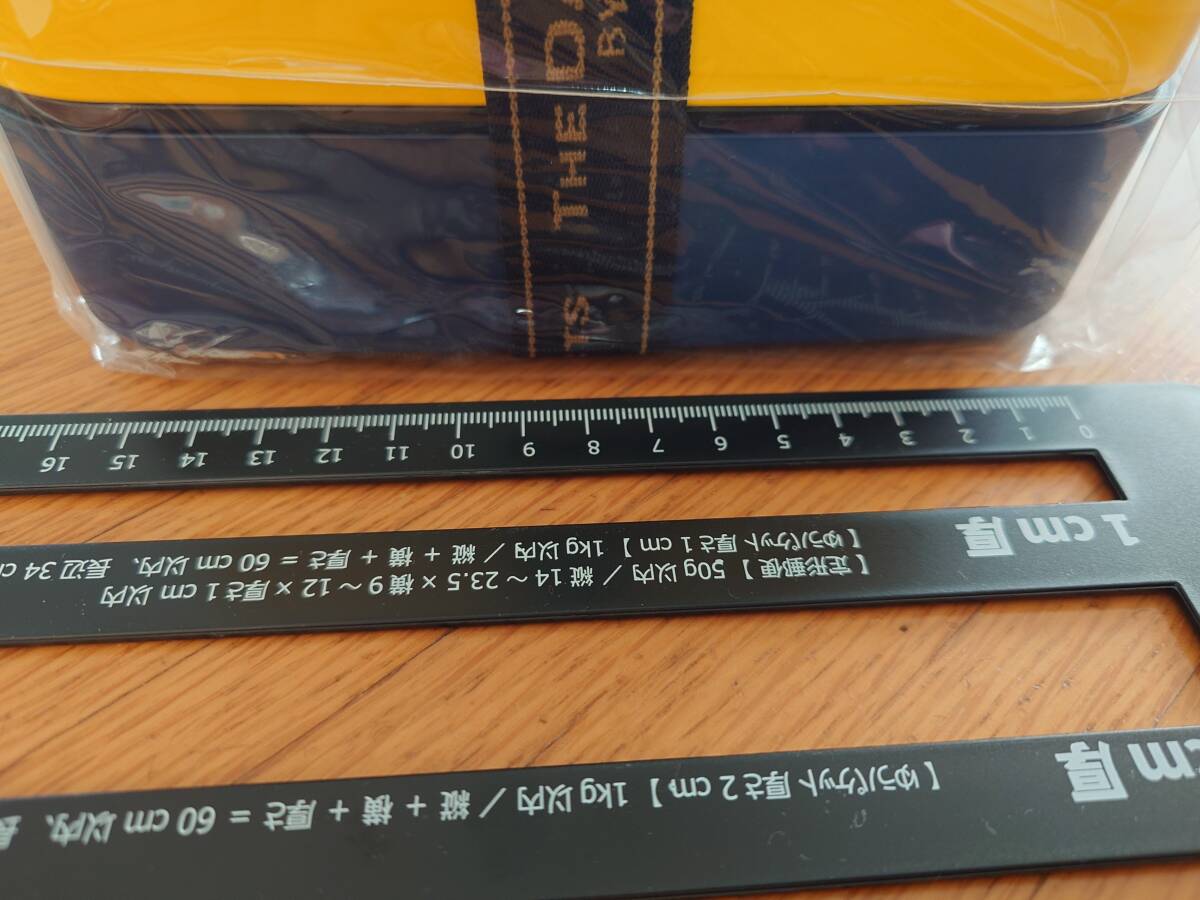 THE DA
BY
TS
0 1 2 3 4 5 6 7 8 9 10 11 12 13 14 15 16
1 cm 厚
【定形郵便】50g 以内 ／ 縦 14 ～ 23.5 × 横 9 ～ 12 × 厚さ 1 cm 以内
【ゆうパケット 厚さ 1 cm】1kg 以内 ／ 縦 + 横 + 厚さ = 60 cm 以内、長辺 34 c
cm 厚
【ゆうパケット 厚さ 2 cm】1kg 以内 ／ 縦 + 横 + 厚さ = 60 cm 以内、長